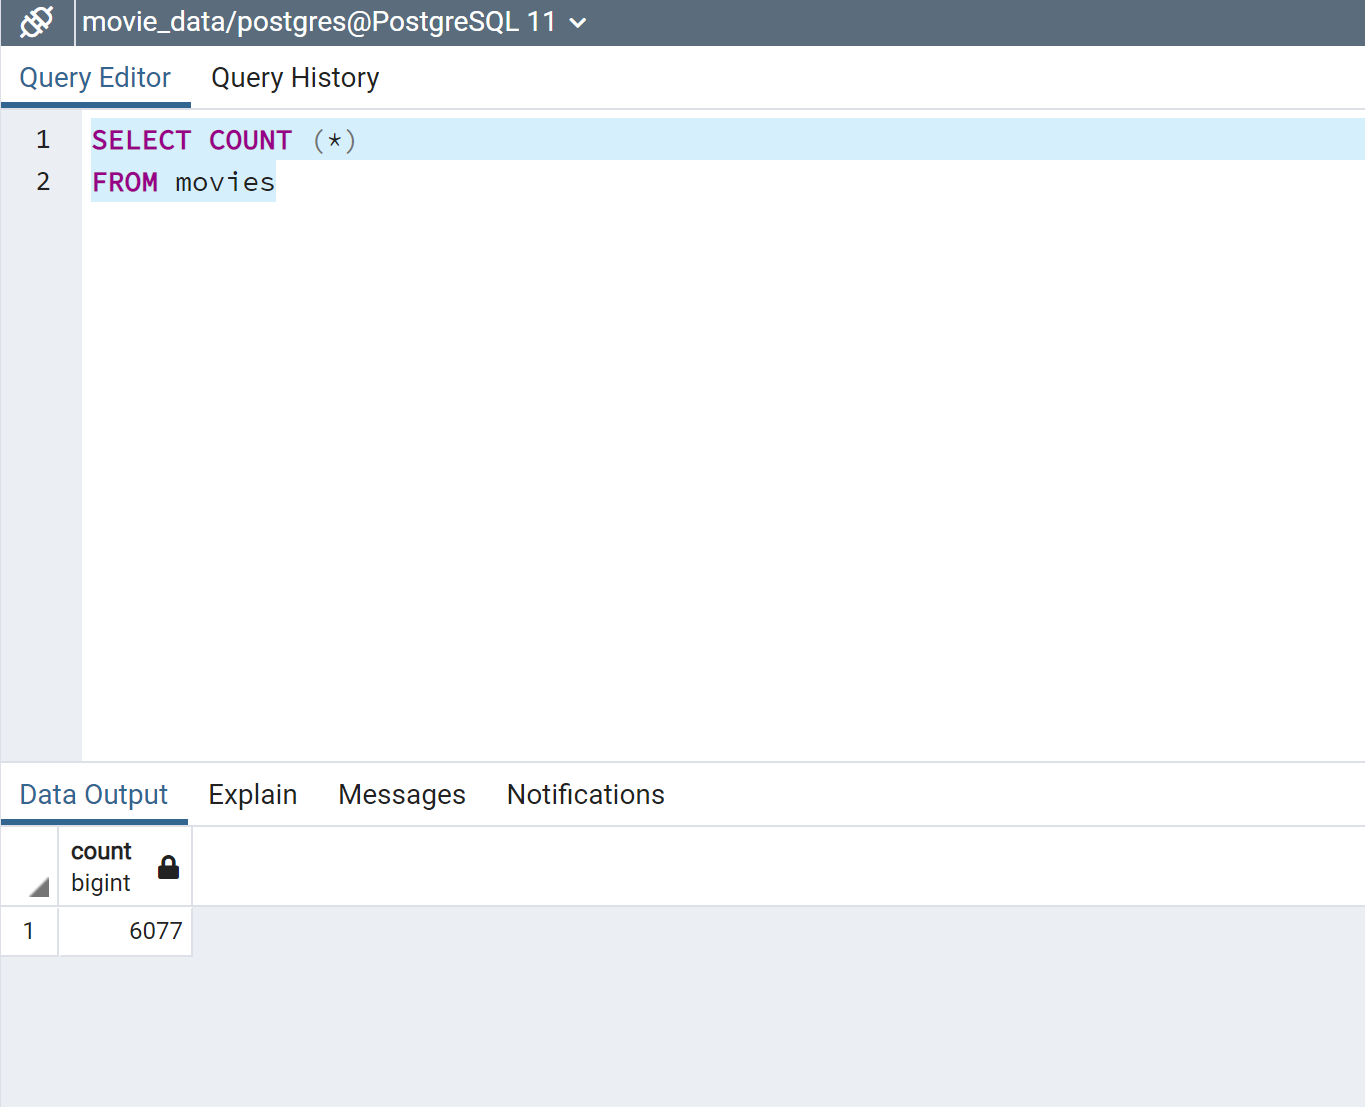 movie_data/postgres@PostgreSQL 11
Query Editor Query History
1 SELECT COUNT (*)
2 FROM movies
Data Output Explain Messages Notifications
count
bigint
1 6077